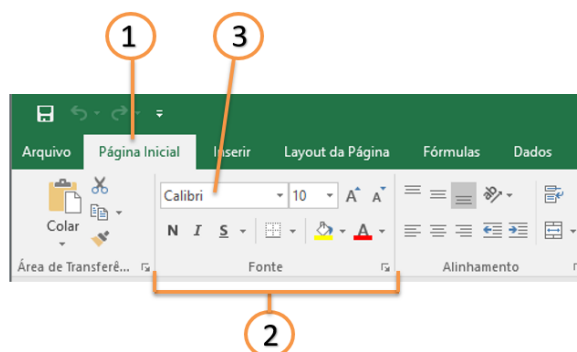 1
3
Arquivo Página Inicial Inserir Layout da Página Fórmulas Dados
Calibri 10 A A
Colar
N I S A
Área de Transferê... Fonte Alinhamento
2